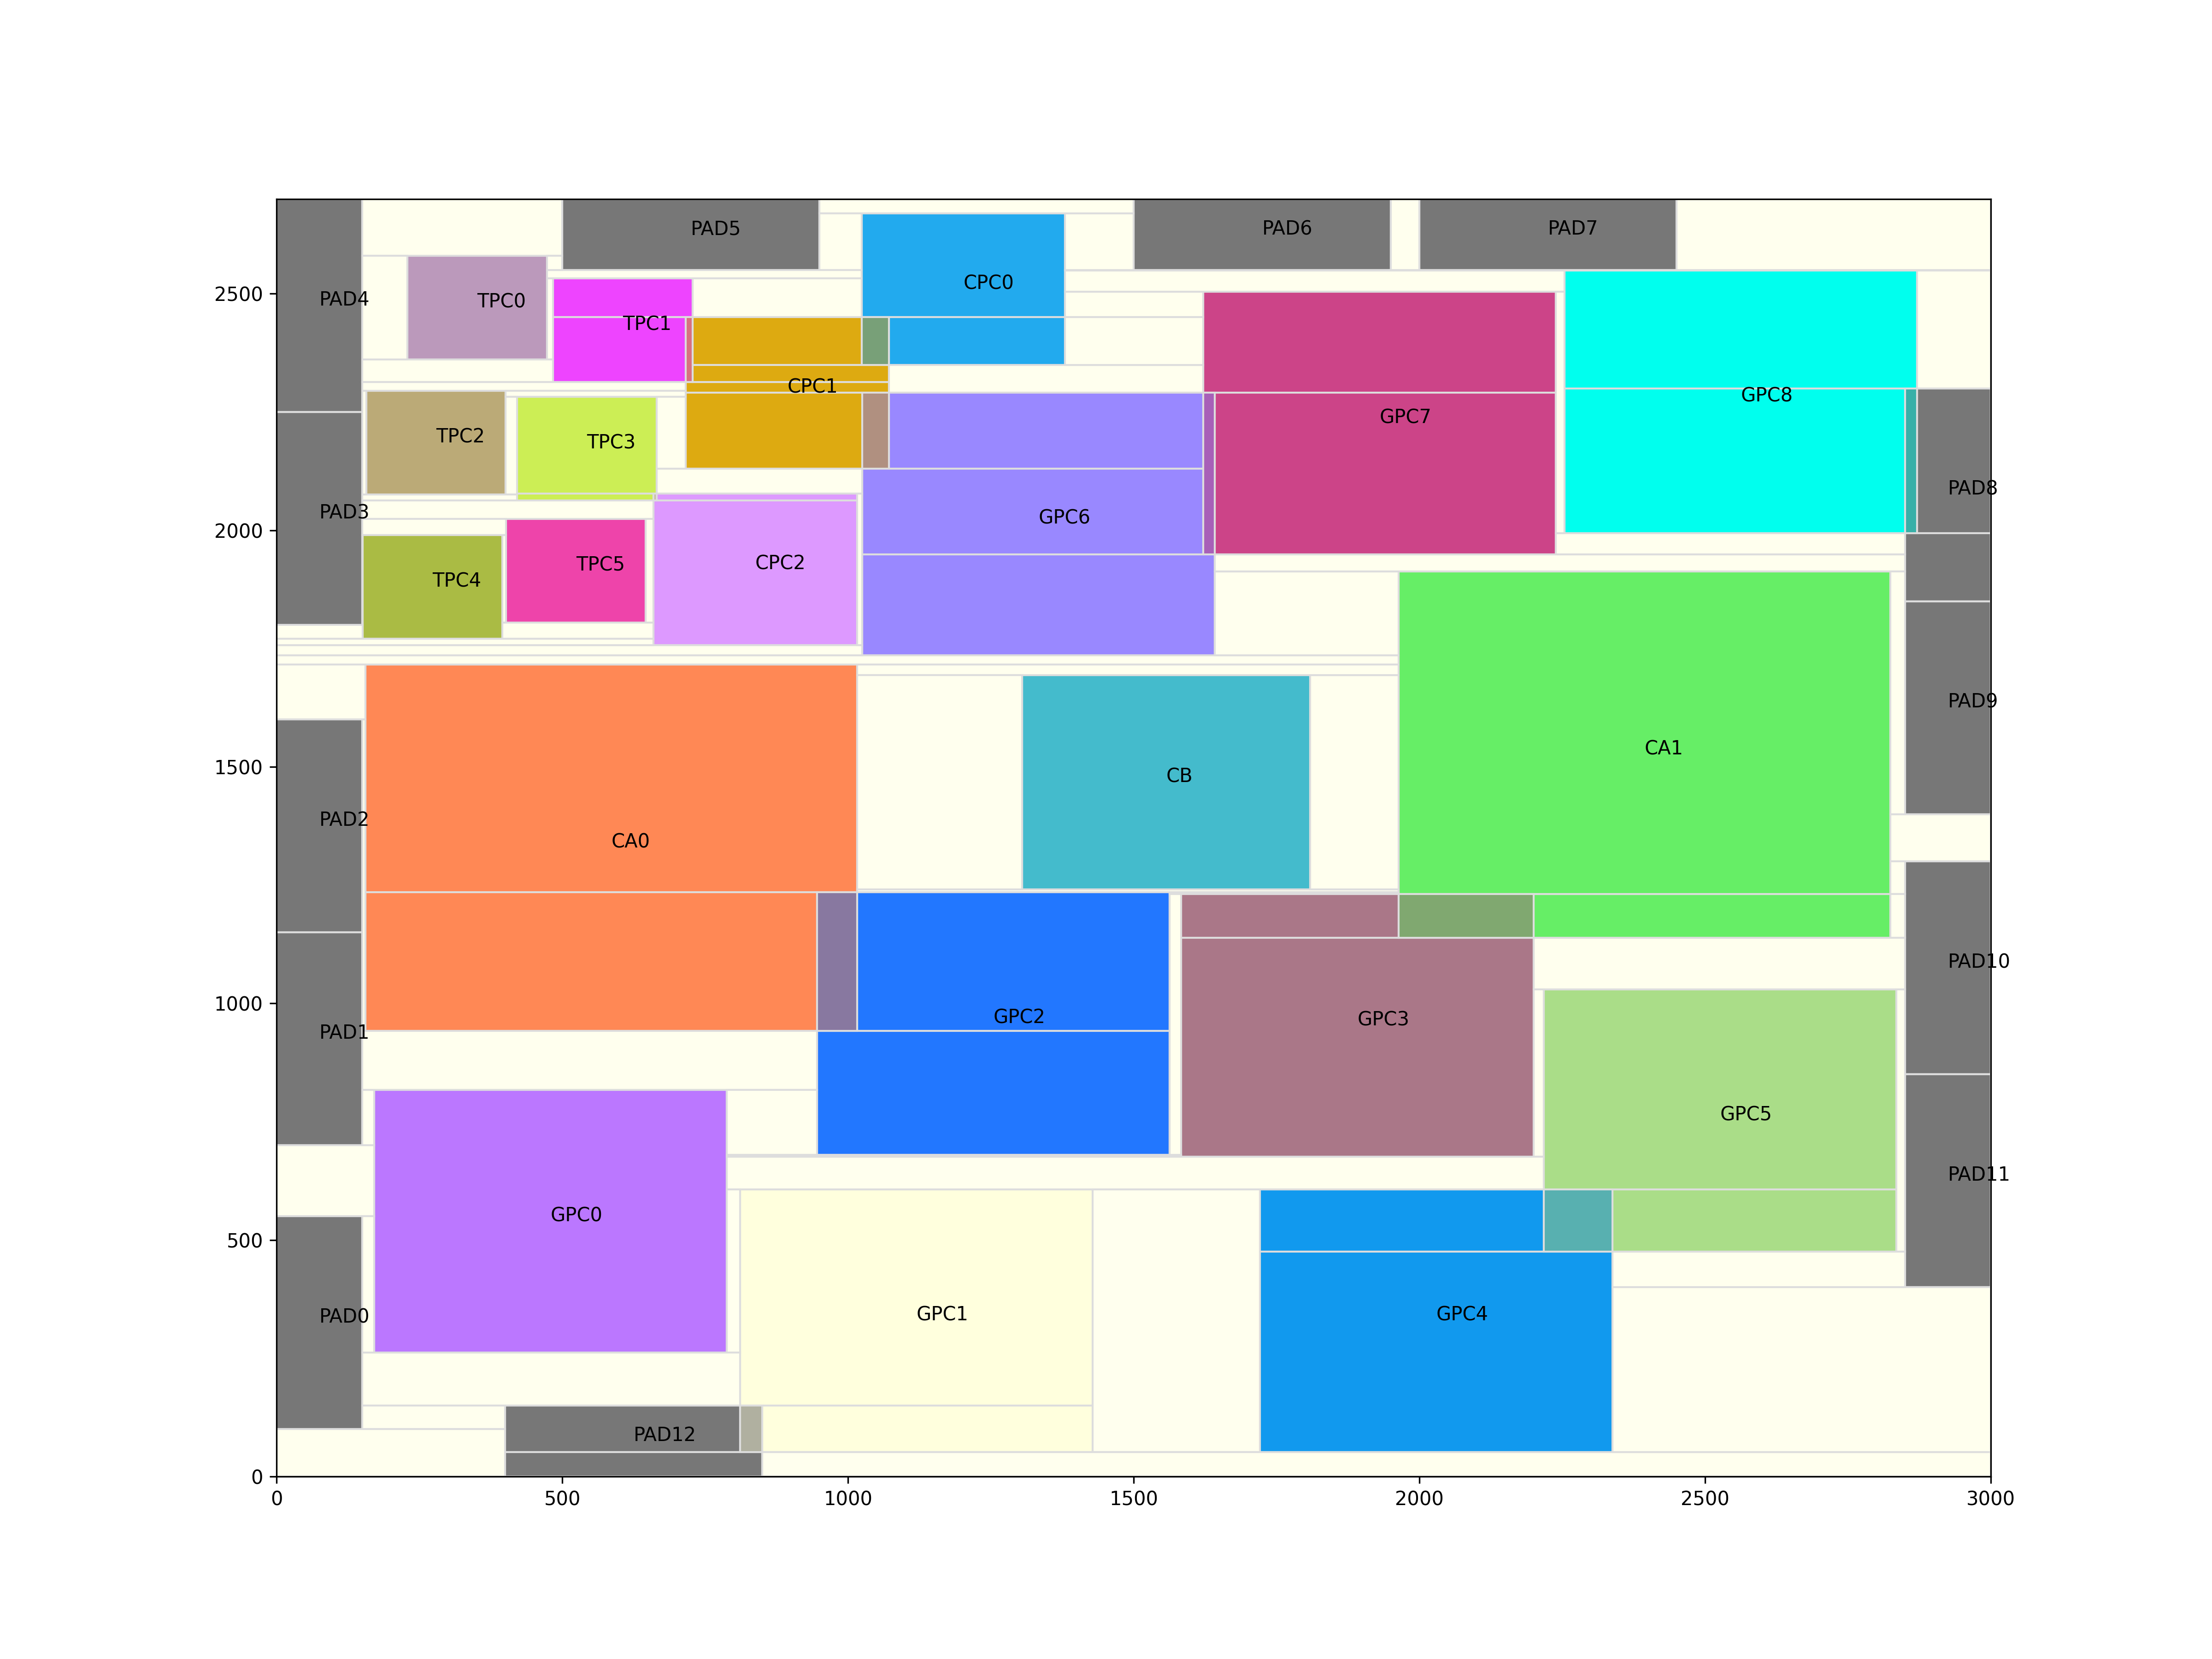 PAD5
PAD6
PAD7
CPC0
2500
PAD4
TPC0
TPC1
CPC1
GPC8
GPC7
TPC2
TPC3
PAD8
2000
PAD3
GPC6
TPC4
TPC5
CPC2
PAD9
1500
CB
CA1
PAD2
CA0
1000
PAD1
GPC2
GPC3
PAD10
GPC5
PAD11
GPC0
500
PAD0
GPC1
GPC4
PAD12
0
0
500
1000
1500
2000
2500
3000